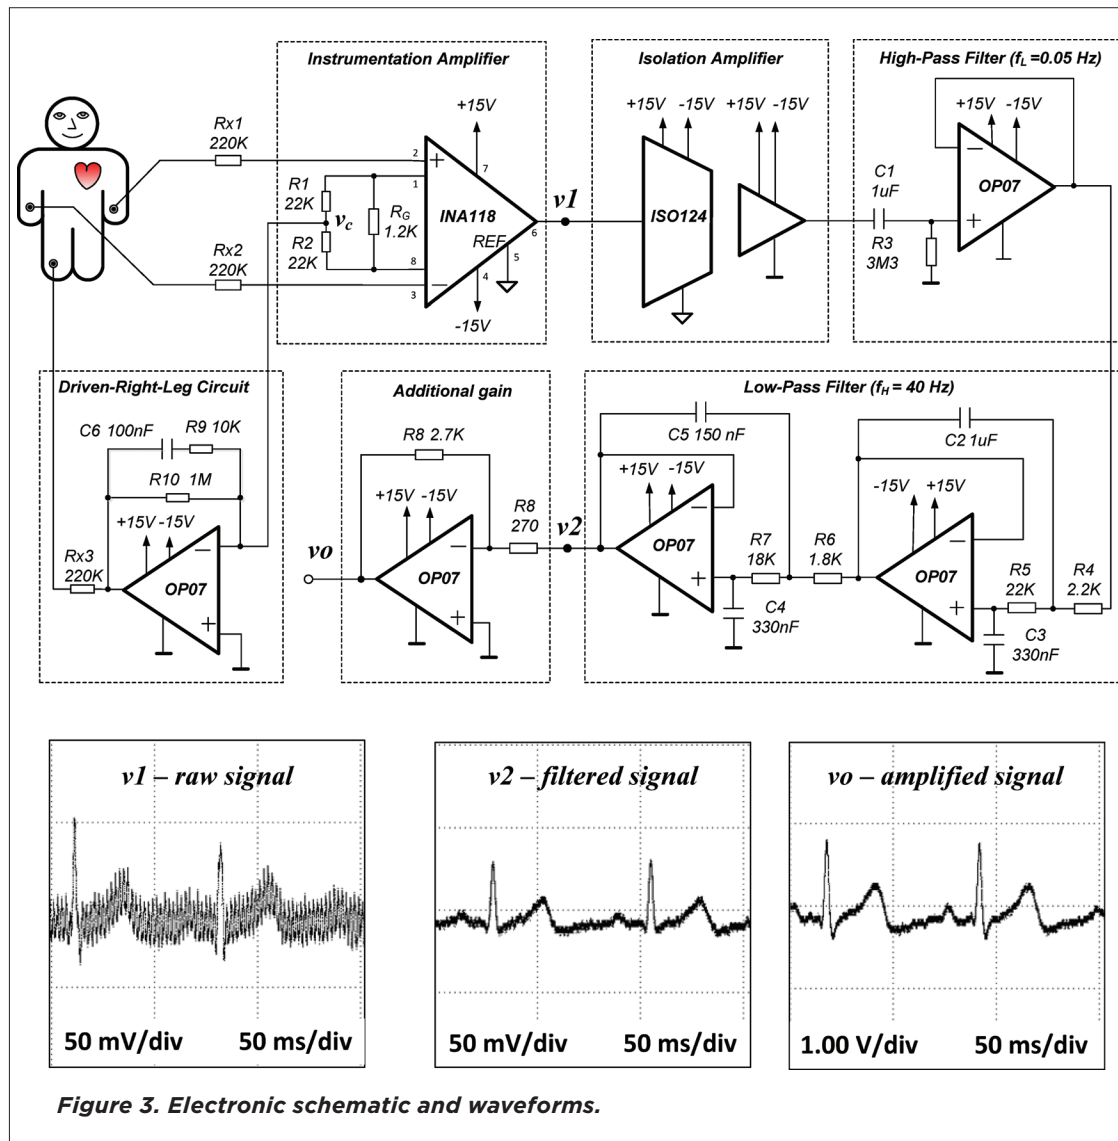 Instrumentation Amplifier
Isolation Amplifier
High-Pass Filter (fL =0.05 Hz)
Rx1
220K
R1
22K
vc
R2
22K
RG
1.2K
Rx2
220K
+15V
2
+
7
1
INA118
REF
6
5
8
4
3
−
-15V
v1
+15V
-15V
+15V
-15V
ISO124
C1
1uF
R3
3M3
+15V
-15V
−
OP07
+
Driven-Right-Leg Circuit
C6 100nF
R9 10K
R10 1M
+15V
-15V
−
Rx3
220K
OP07
+
Additional gain
R8 2.7K
+15V
-15V
−
R8
270
vo
OP07
+
v2
Low-Pass Filter (fH = 40 Hz)
C5 150 nF
+15V
-15V
−
OP07
+
R7
18K
R6
1.8K
C4
330nF
C2 1uF
-15V
+15V
−
OP07
+
R5
22K
R4
2.2K
C3
330nF
v1 – raw signal
50 mV/div
50 ms/div
v2 – filtered signal
50 mV/div
50 ms/div
vo – amplified signal
1.00 V/div
50 ms/div
Figure 3. Electronic schematic and waveforms.